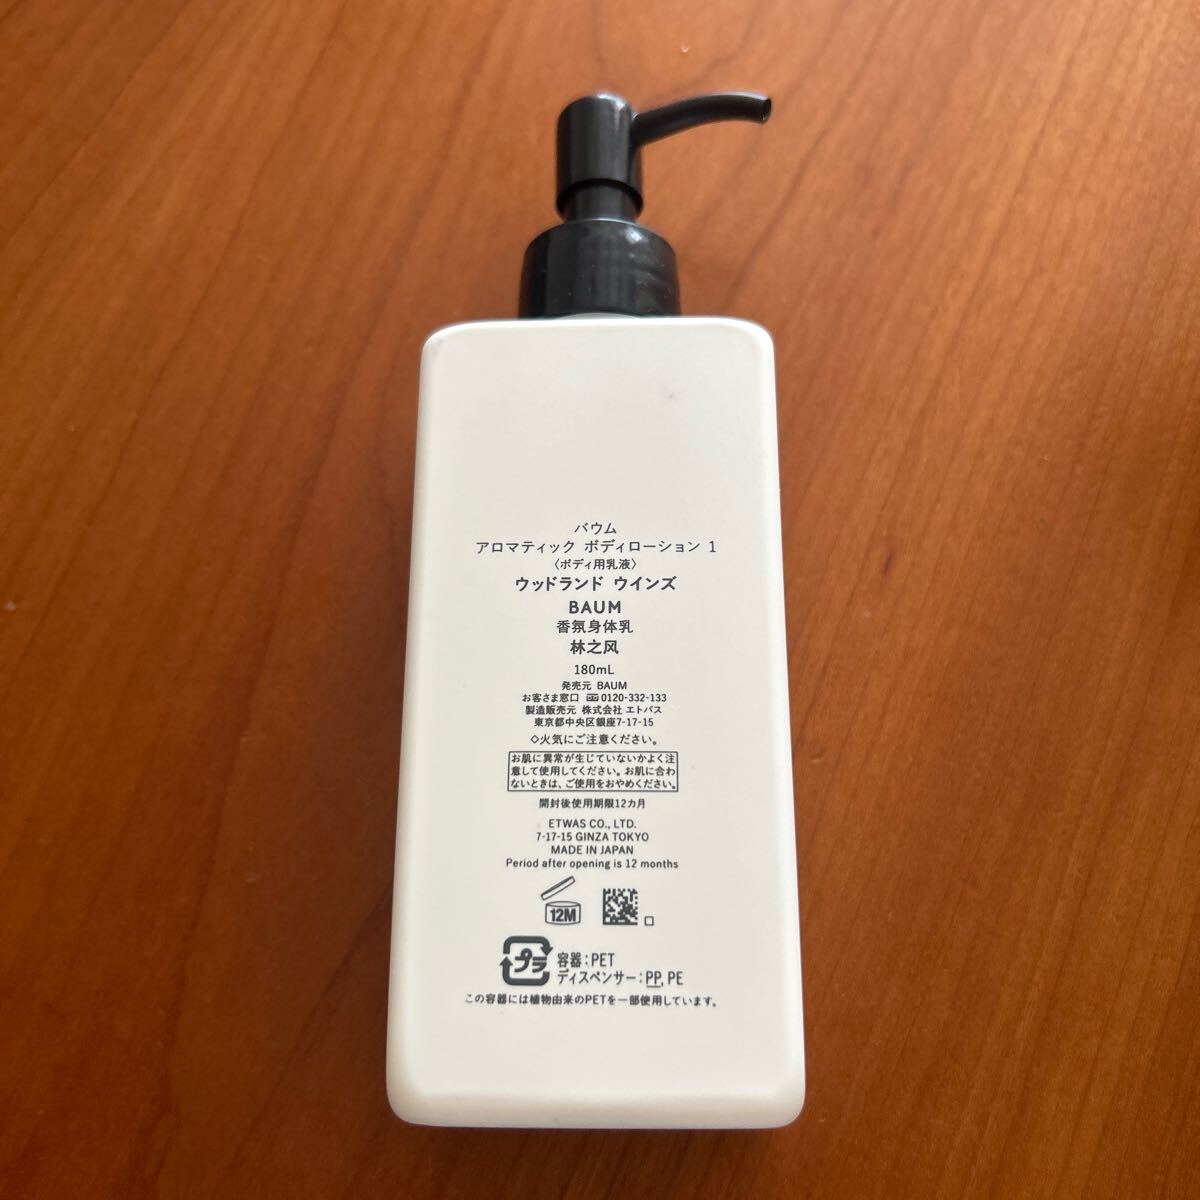 バウム
アロマティック ボディローション 1
〈ボディ用乳液〉
ウッドランド ウインズ
BAUM
香氛身体乳
林之风
180mL
発売元 BAUM
お客さま窓口 0120-332-133
製造販売元 株式会社 エトバス
東京都中央区銀座7-17-15
◇火気にご注意ください。
お肌に異常が生じていないかよく注
意して使用してください。お肌に合わ
ないときは、ご使用をおやめください。
開封後使用期限12カ月
ETWAS CO., LTD.
7-17-15 GINZA TOKYO
MADE IN JAPAN
Period after opening is 12 months
12M
プラ
容器:PET
ディスペンサー:PP, PE
この容器には植物由来のPETを一部使用しています。